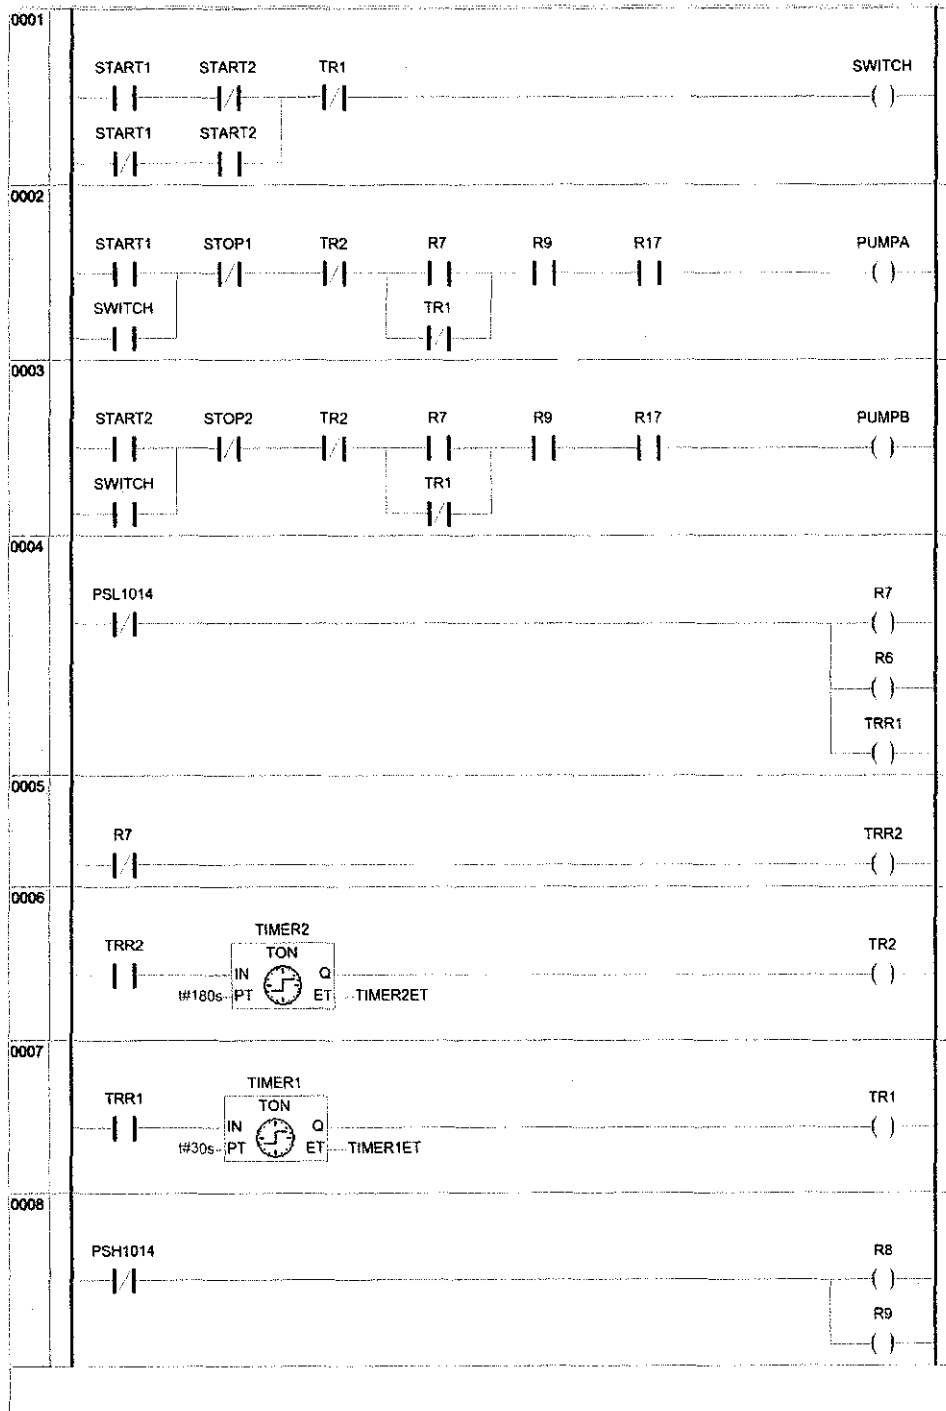 0001
START1 START2 TR1 SWITCH
START1 START2
0002
START1 STOP1 TR2 R7 R9 R17 PUMPA
SWITCH TR1
0003
START2 STOP2 TR2 R7 R9 R17 PUMPB
SWITCH TR1
0004
PSL1014 R7
R6
TRR1
0005
R7 TRR2
0006
TIMER2
TRR2 TON TR2
IN Q
t#180s PT ET TIMER2ET
0007
TIMER1
TRR1 TON TR1
IN Q
t#30s PT ET TIMER1ET
0008
PSH1014 R8
R9